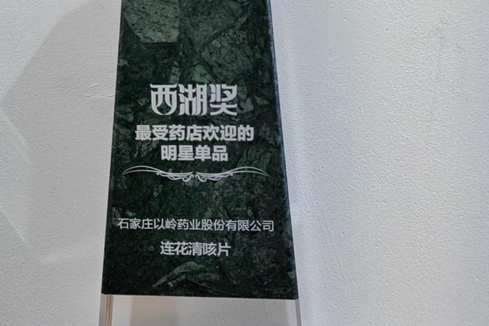 西湖奖
最受药店欢迎的
明星单品
石家庄以岭药业股份有限公司
连花清咳片